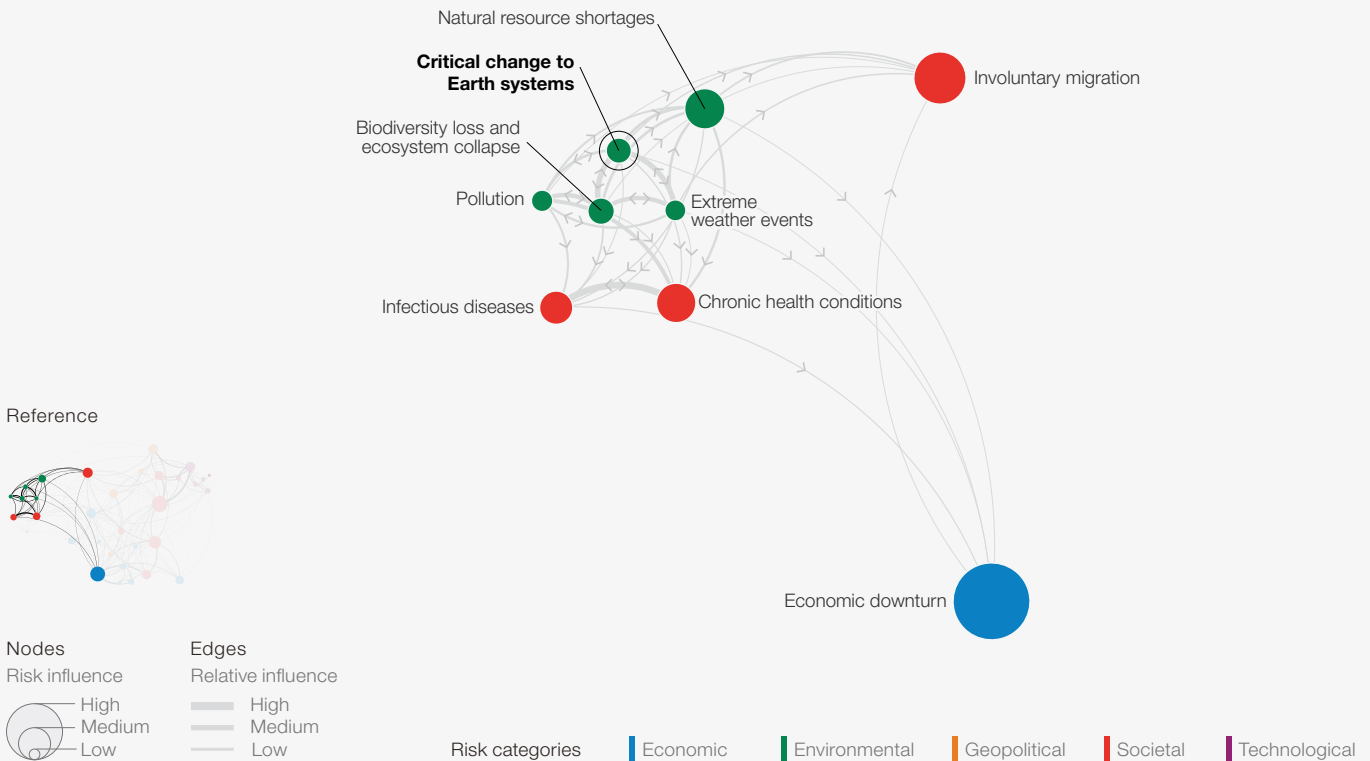 Natural resource shortages
Critical change to
Earth systems
Involuntary migration
Biodiversity loss and
ecosystem collapse
Pollution
Extreme
weather events
Infectious diseases
Chronic health conditions
Economic downturn
Reference
Nodes
Risk influence
High
Medium
Low
Edges
Relative influence
High
Medium
Low
Risk categories
Economic
Environmental
Geopolitical
Societal
Technological